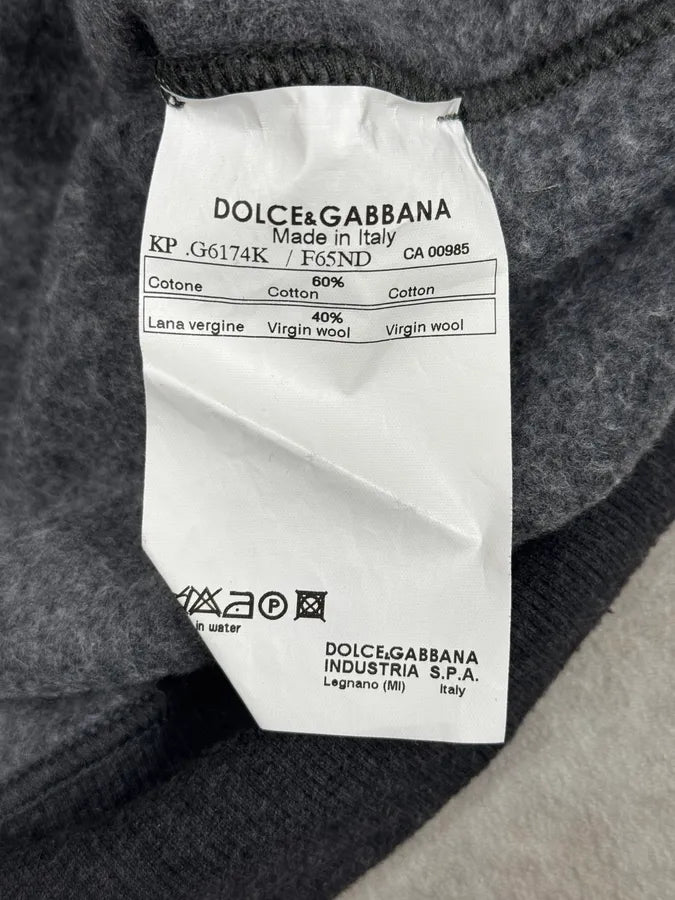 DOLCE&GABBANA
Made in Italy
KP .G6174K / F65ND CA 00985
60%
Cotone Cotton Cotton
40%
Lana vergine Virgin wool Virgin wool
P
in water
DOLCE&GABBANA
INDUSTRIA S.P.A.
Legnano (MI) Italy